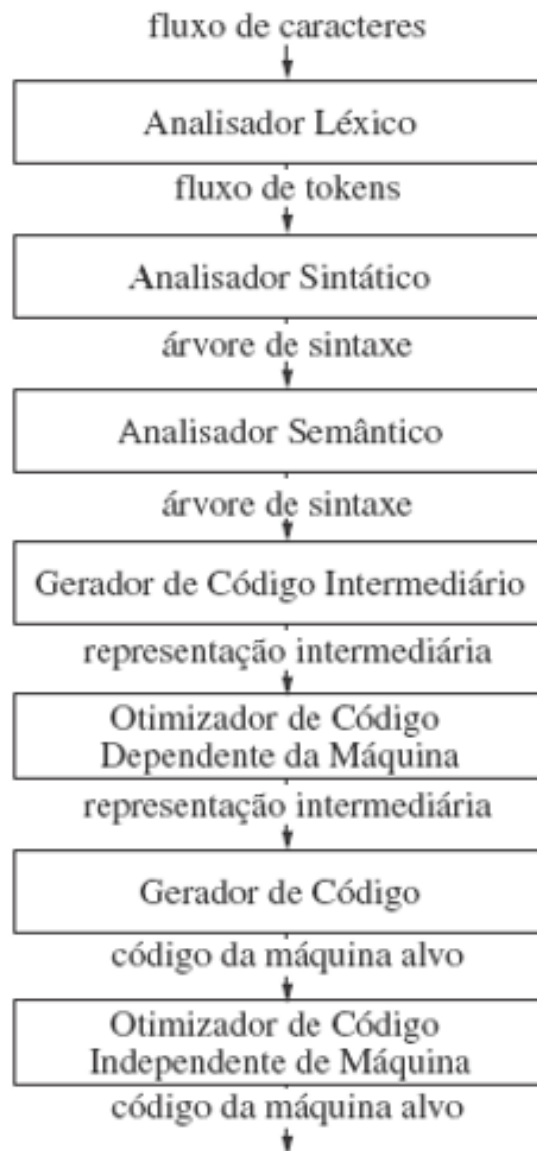 fluxo de caracteres
Analisador Léxico
fluxo de tokens
Analisador Sintático
árvore de sintaxe
Analisador Semântico
árvore de sintaxe
Gerador de Código Intermediário
representação intermediária
Otimizador de Código
Dependente da Máquina
representação intermediária
Gerador de Código
código da máquina alvo
Otimizador de Código
Independente de Máquina
código da máquina alvo